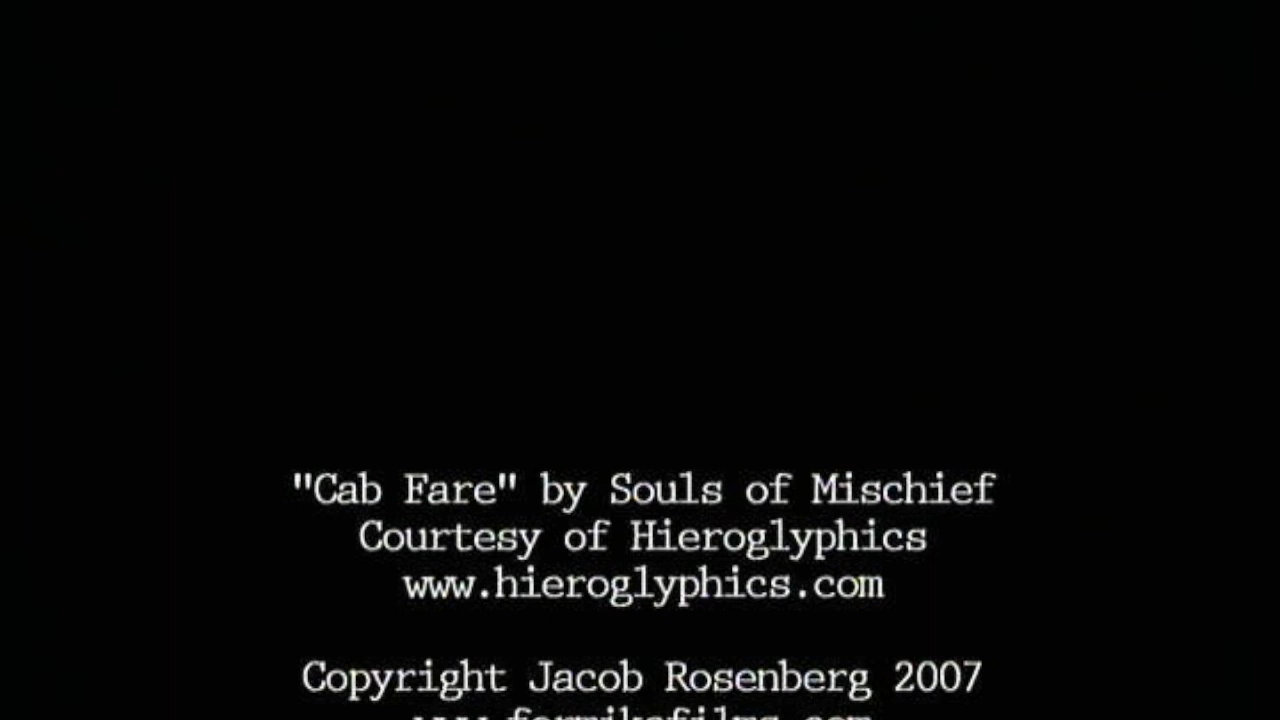 "Cab Fare" by Souls of Mischief
Courtesy of Hieroglyphics
www.hieroglyphics.com
Copyright Jacob Rosenberg 2007